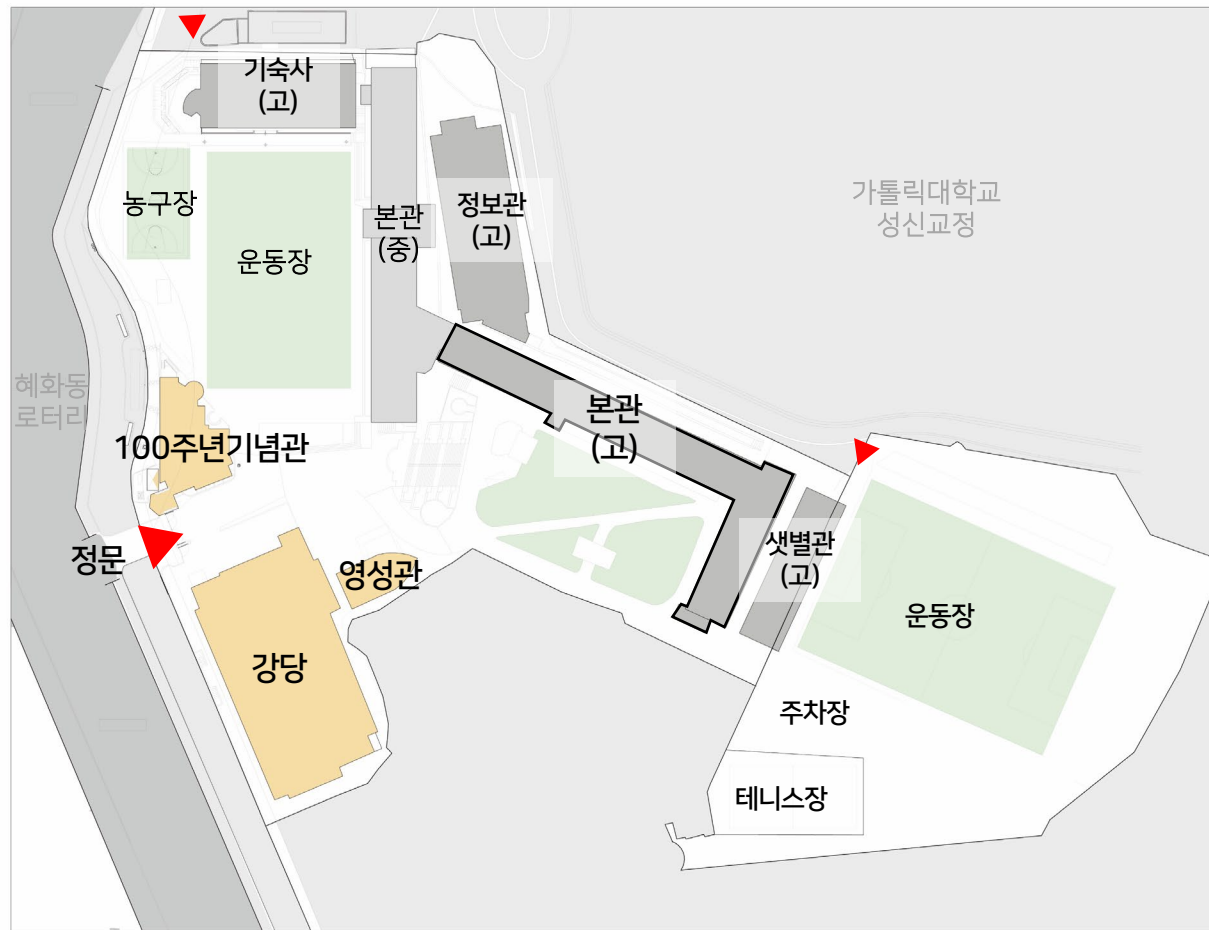 기숙사
(고)
농구장
운동장
본관
(중)
정보관
(고)
가톨릭대학교
성신교정
혜화동
로터리
100주년기념관
본관
(고)
정문
영성관
샛별관
(고)
강당
운동장
주차장
테니스장